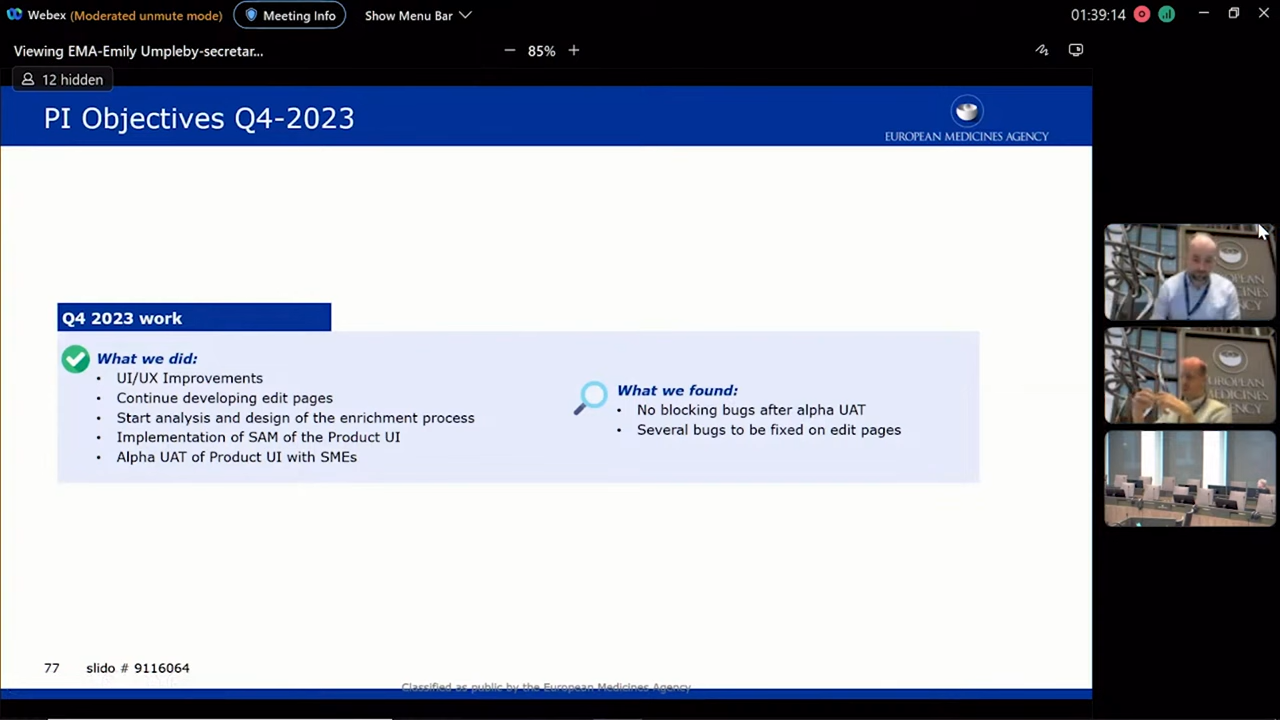 Webex (Moderated unmute mode) Meeting Info Show Menu Bar 01:39:14
Viewing EMA-Emily Umpleby-secretar... 85%
12 hidden
PI Objectives Q4-2023
EUROPEAN MEDICINES AGENCY
Q4 2023 work
What we did:
• UI/UX Improvements
• Continue developing edit pages
• Start analysis and design of the enrichment process
• Implementation of SAM of the Product UI
• Alpha UAT of Product UI with SMEs
What we found:
• No blocking bugs after alpha UAT
• Several bugs to be fixed on edit pages
EUROPEAN
MEDICINES
AGENCY
77 slido # 9116064
Classified as public by the European Medicines Agency